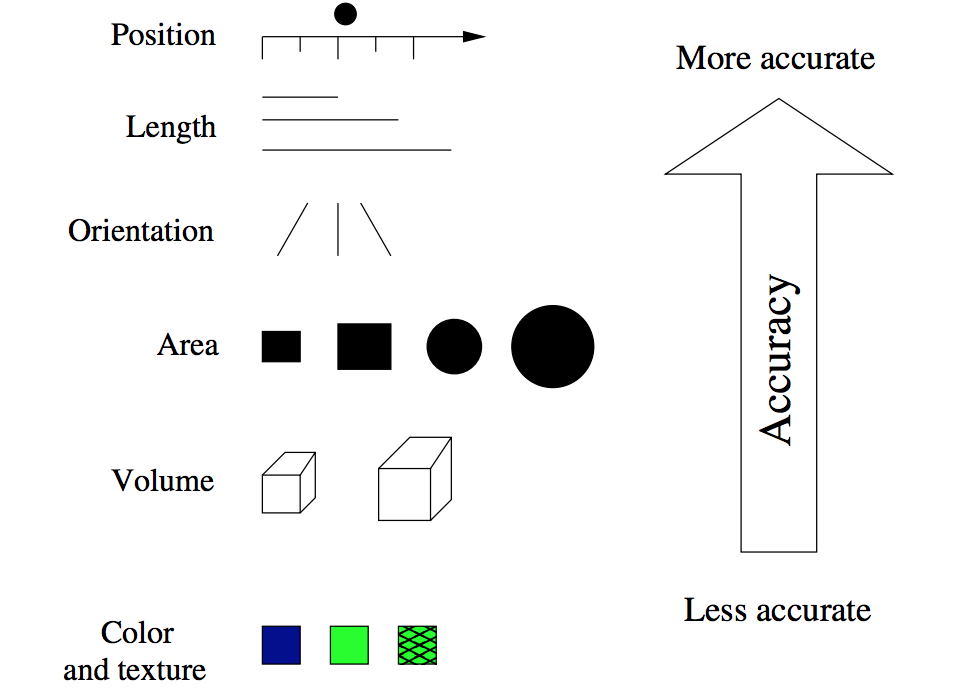 Position
More accurate
Length
Orientation
Accuracy
Area
Volume
Less accurate
Color
and texture